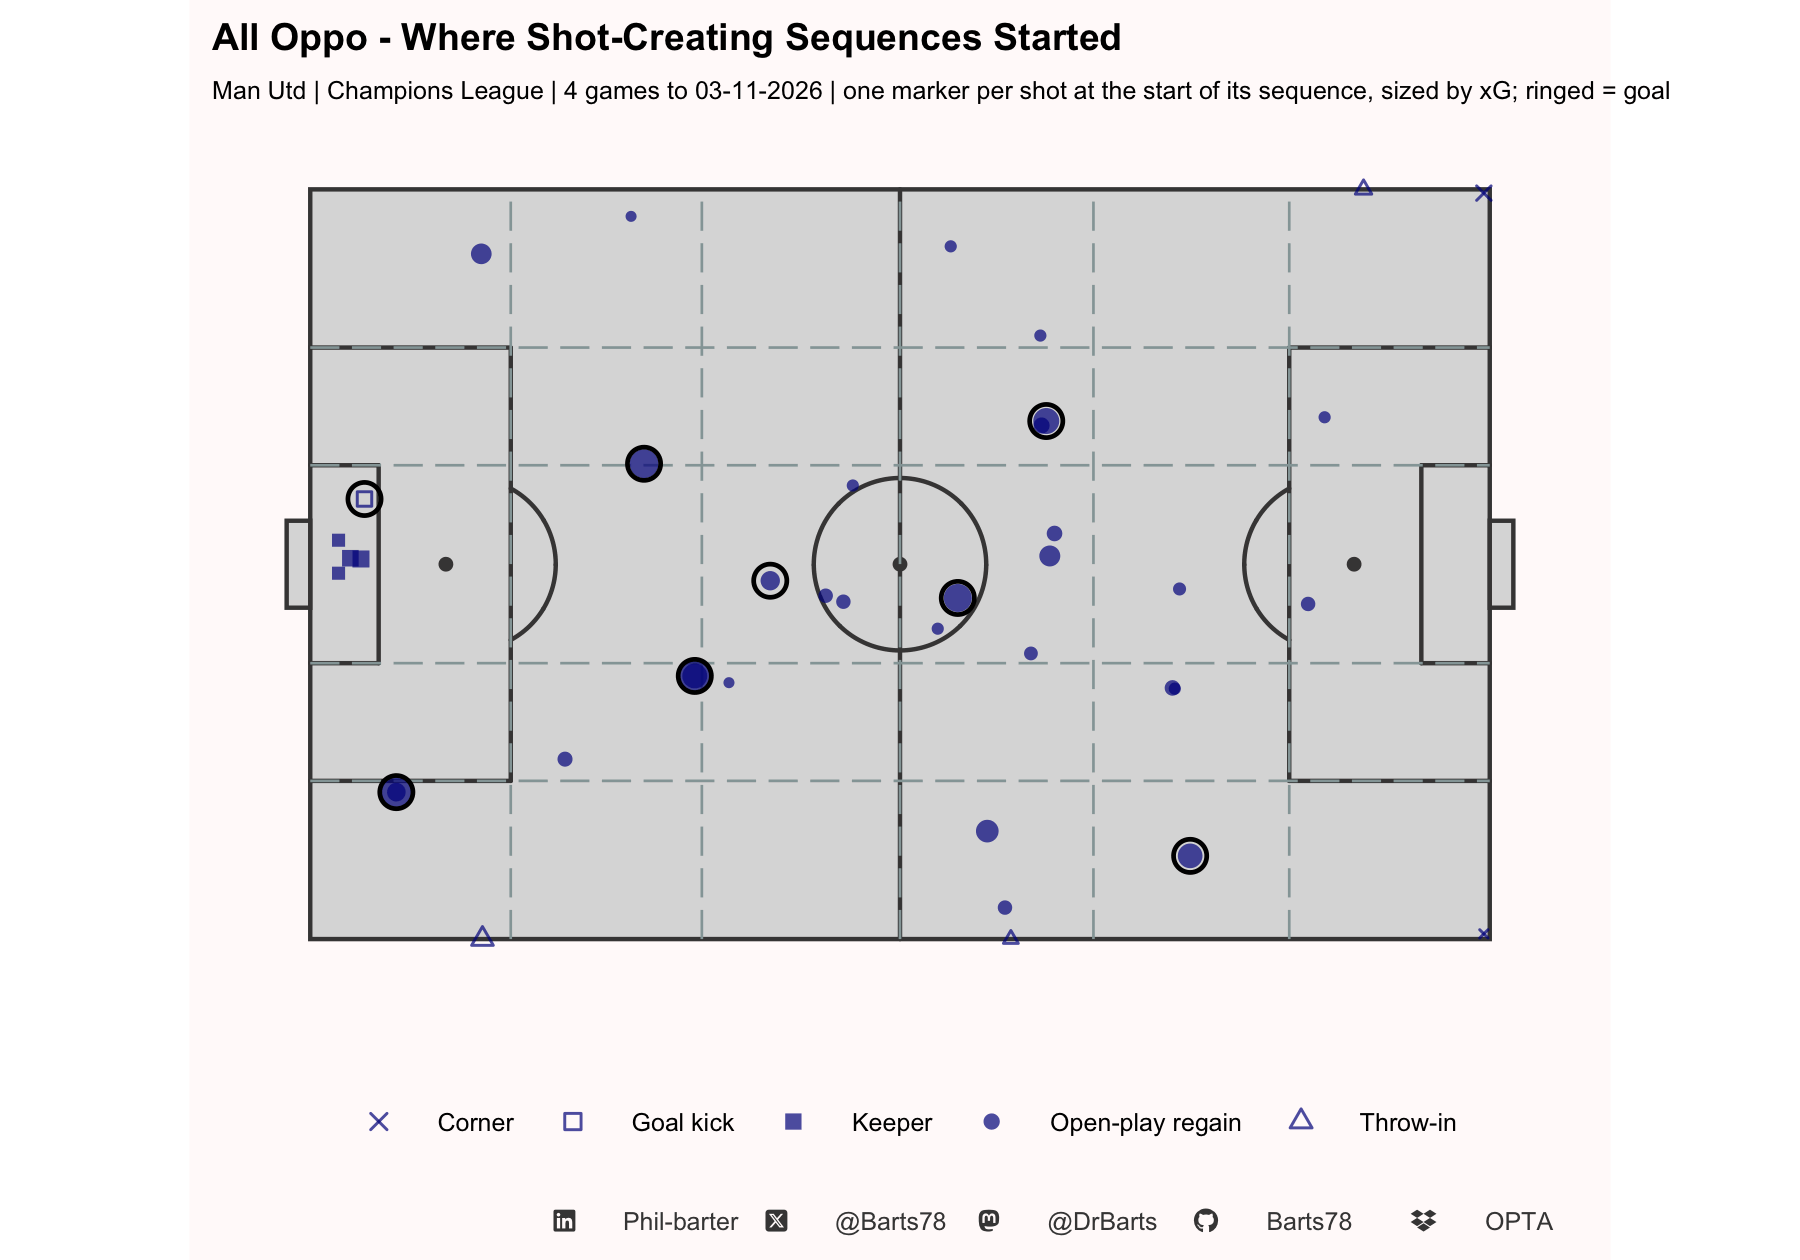 All Oppo - Where Shot-Creating Sequences Started
Man Utd | Champions League | 4 games to 03-11-2026 | one marker per shot at the start of its sequence, sized by xG; ringed = goal
Corner Goal kick Keeper Open-play regain Throw-in
Phil-barter @Barts78 @DrBarts Barts78 OPTA